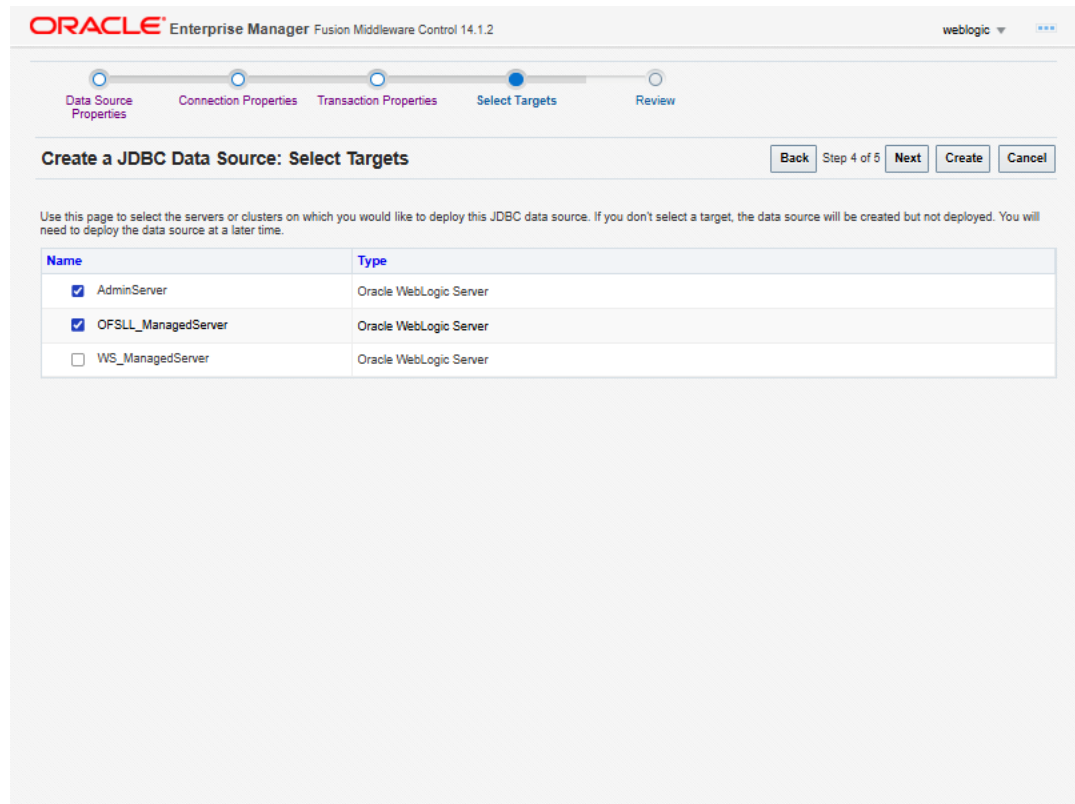 ORACLE Enterprise Manager Fusion Middleware Control 14.1.2
weblogic
Data Source Properties
Connection Properties
Transaction Properties
Select Targets
Review
Create a JDBC Data Source: Select Targets
Back Step 4 of 5 Next Create Cancel
Use this page to select the servers or clusters on which you would like to deploy this JDBC data source. If you don't select a target, the data source will be created but not deployed. You will
need to deploy the data source at a later time.
Name Type
AdminServer Oracle WebLogic Server
OFSLL_ManagedServer Oracle WebLogic Server
WS_ManagedServer Oracle WebLogic Server